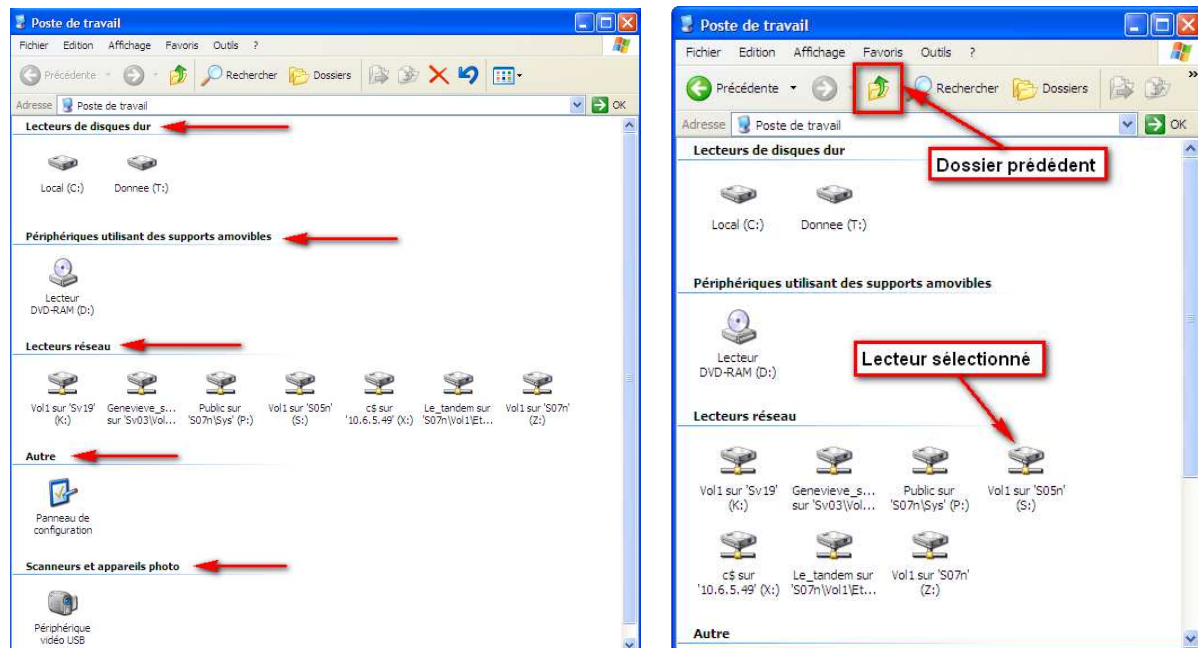 Poste de travail
Fichier Edition Affichage Favoris Outils ?
Précédente Rechercher Dossiers
Adresse Poste de travail OK
Lecteurs de disques dur
Local (C:) Donnee (T:)
Périphériques utilisant des supports amovibles
Lecteur
DVD-RAM (D:)
Lecteurs réseau
Vol1 sur 'Sv19' Genevieve_s... Public sur Vol1 sur 'S05n' c$ sur Le_tandem sur Vol1 sur 'S07n'
(K:) sur 'Sv03\Vol... 'S07n\Sys' (P:) (S:) '10.6.5.49' (X:) 'S07n\Vol1\Et... (Z:)
Autre
Panneau de
configuration
Scanneurs et appareils photo
Périphérique
vidéo USB
Poste de travail
Fichier Edition Affichage Favoris Outils ?
Précédente Rechercher Dossiers »
Adresse Poste de travail OK
Lecteurs de disques dur
Dossier prédédent
Local (C:) Donnee (T:)
Périphériques utilisant des supports amovibles
Lecteur
DVD-RAM (D:)
Lecteur sélectionné
Lecteurs réseau
Vol1 sur 'Sv19' Genevieve_s... Public sur Vol1 sur 'S05n'
(K:) sur 'Sv03\Vol... 'S07n\Sys' (P:) (S:)
c$ sur Le_tandem sur Vol1 sur 'S07n'
'10.6.5.49' (X:) 'S07n\Vol1\Et... (Z:)
Autre